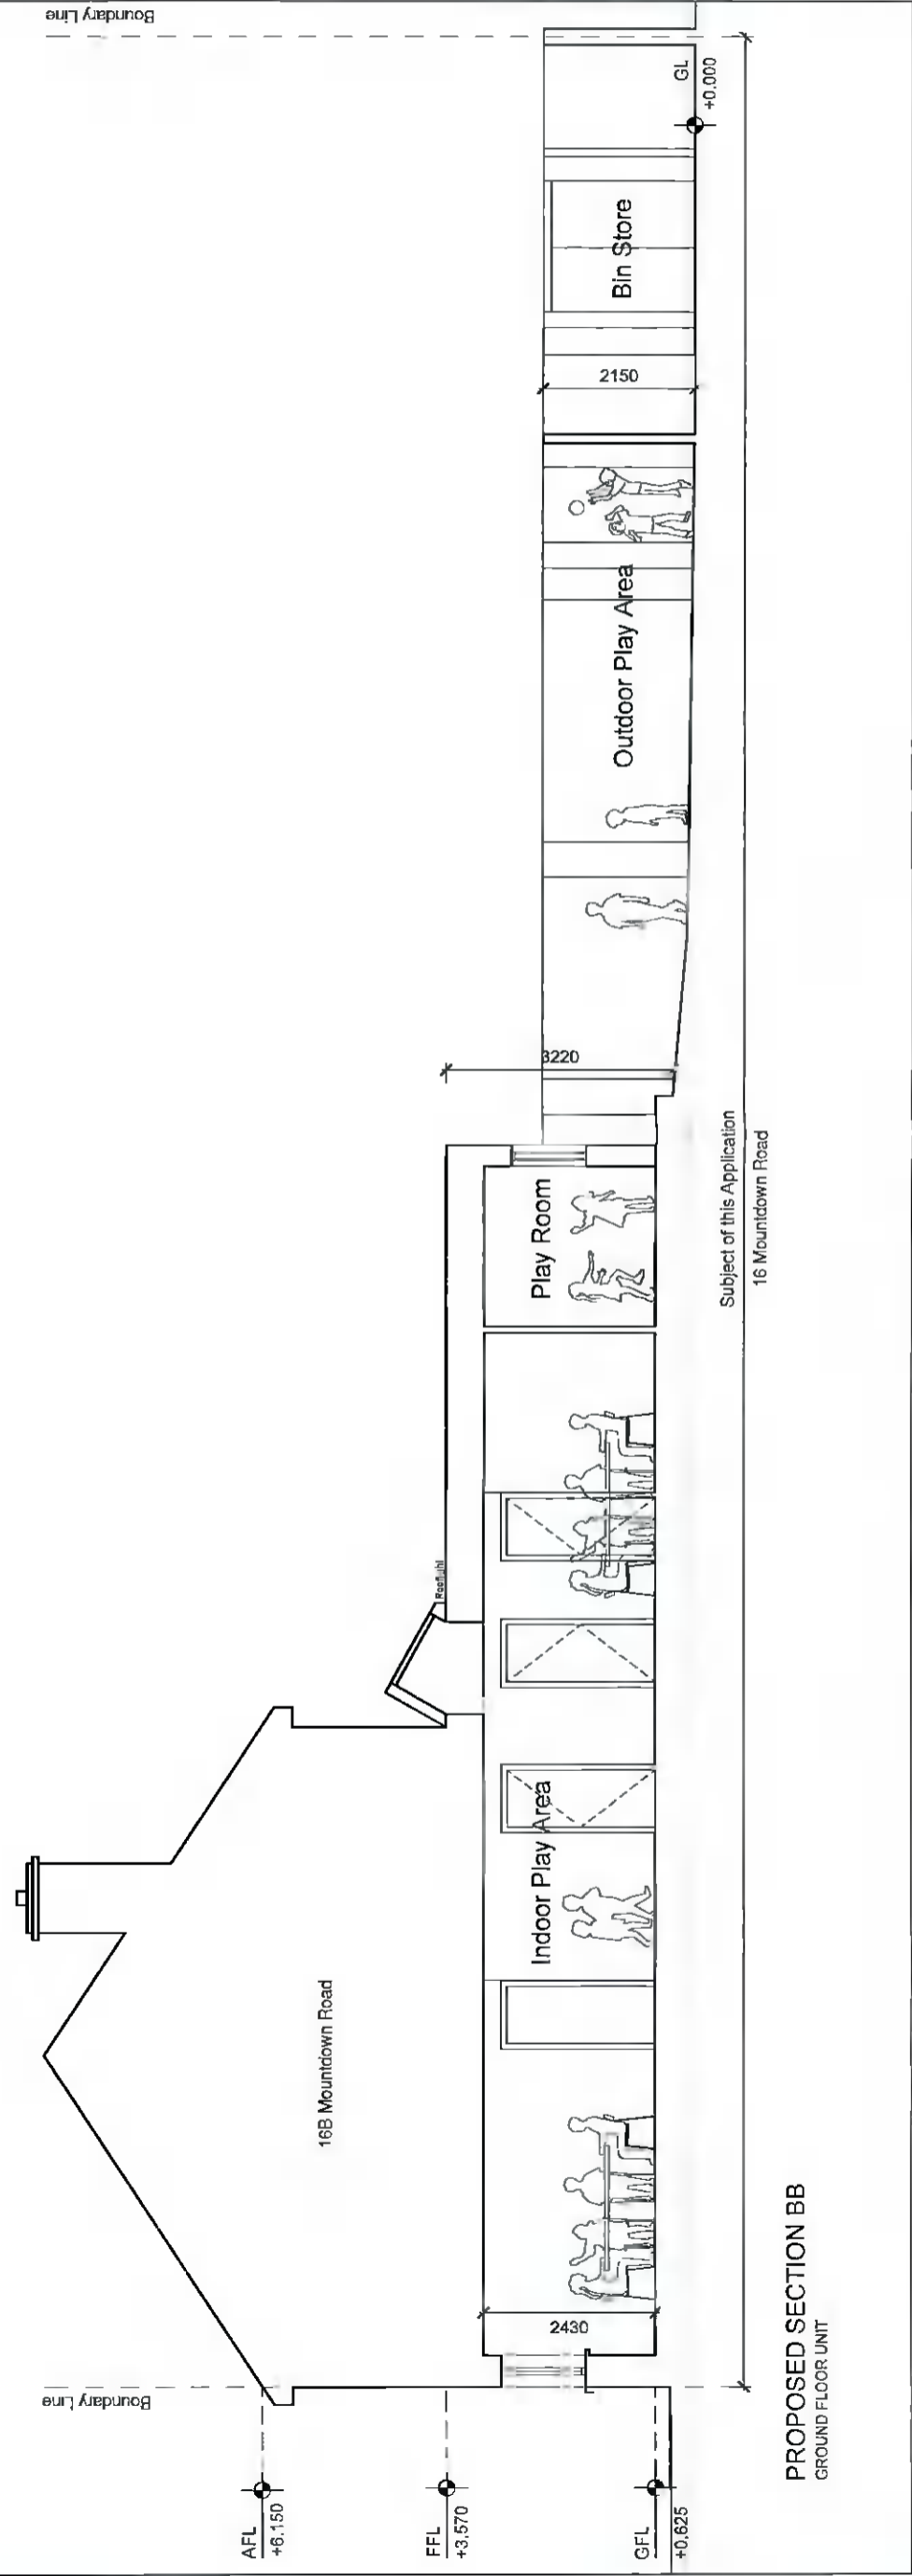 Boundary Line
Boundary Line
AFL
+6.150
FFL
+3.570
GFL
+0.625
16B Mountdown Road
Rooflight
2430
Indoor Play Area
Play Room
3220
Outdoor Play Area
2150
Bin Store
GL
+0.000
Subject of this Application
16 Mountdown Road
PROPOSED SECTION BB
GROUND FLOOR UNIT